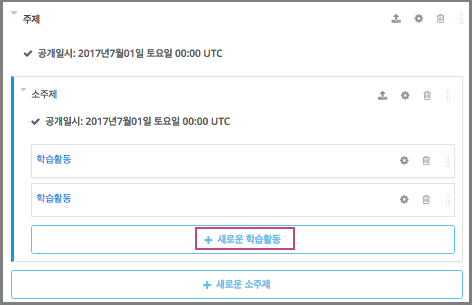 주제
공개일시: 2017년7월01일 토요일 00:00 UTC
소주제
공개일시: 2017년7월01일 토요일 00:00 UTC
학습활동
학습활동
+ 새로운 학습활동
+ 새로운 소주제